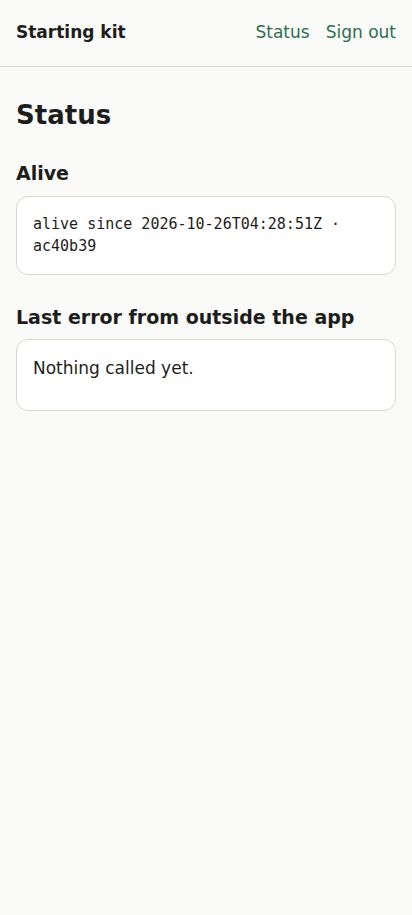 Starting kit
Status
Sign out
Status
Alive
alive since 2026-10-26T04:28:51Z ·
ac40b39
Last error from outside the app
Nothing called yet.